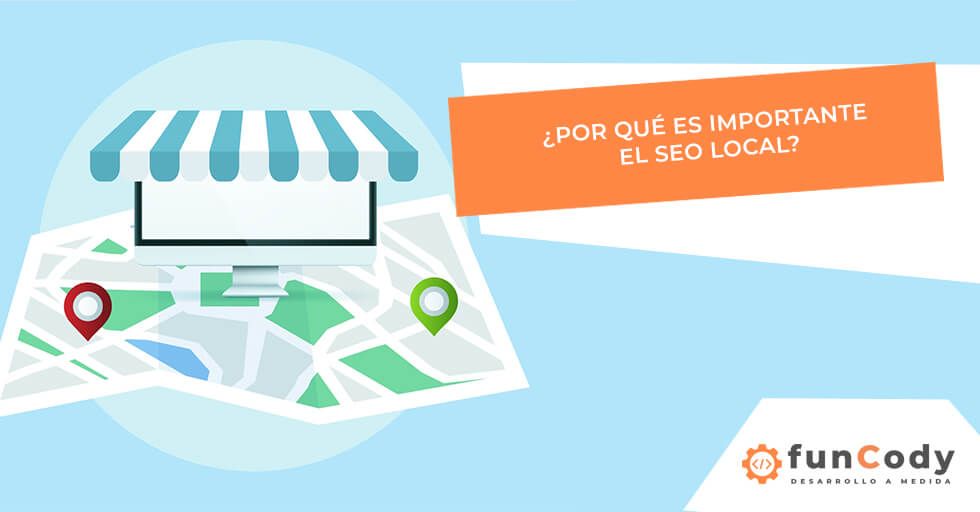 ¿POR QUÉ ES IMPORTANTE
EL SEO LOCAL?
funCody
DESARROLLO A MEDIDA